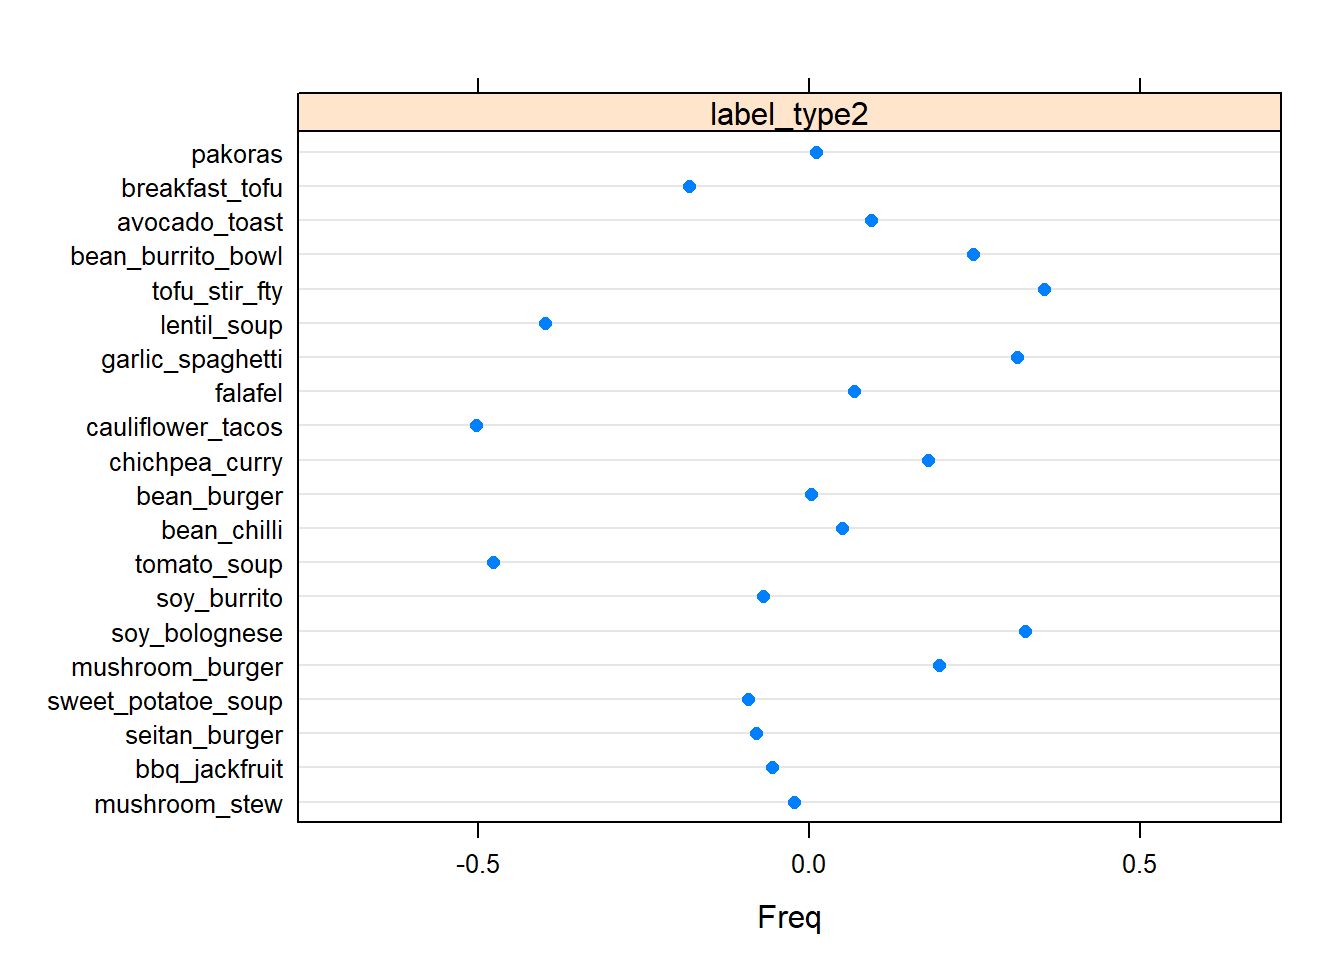 label_type2
pakoras
breakfast_tofu
avocado_toast
bean_burrito_bowl
tofu_stir_fty
lentil_soup
garlic_spaghetti
falafel
cauliflower_tacos
chichpea_curry
bean_burger
bean_chilli
tomato_soup
soy_burrito
soy_bolognese
mushroom_burger
sweet_potatoe_soup
seitan_burger
bbq_jackfruit
mushroom_stew
-0.5 0.0 0.5
Freq